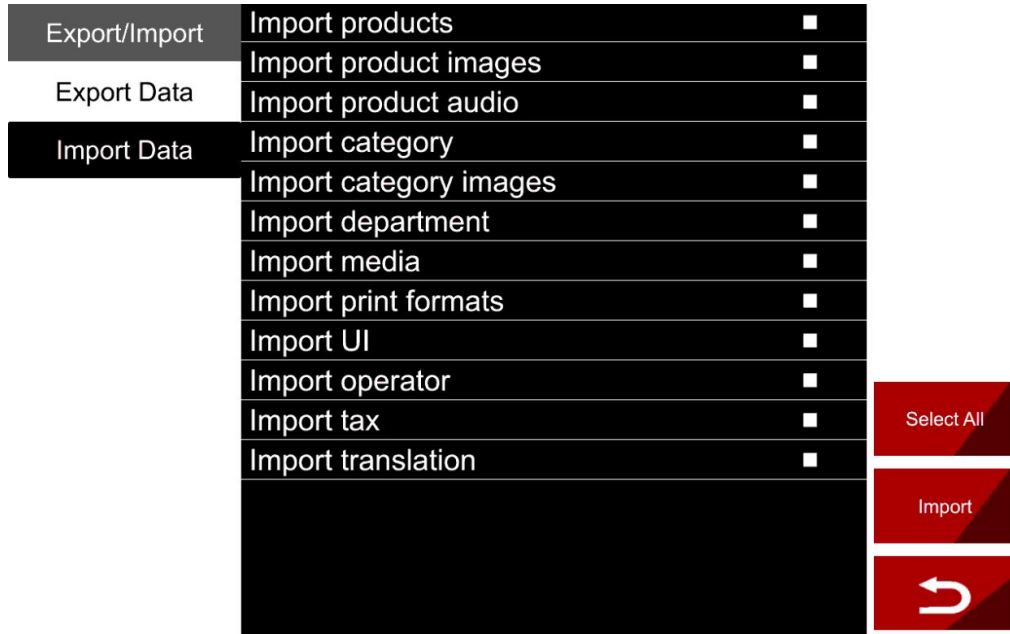 Export/Import
Export Data
Import Data
Import products
Import product images
Import product audio
Import category
Import category images
Import department
Import media
Import print formats
Import UI
Import operator
Import tax
Import translation
Select All
Import